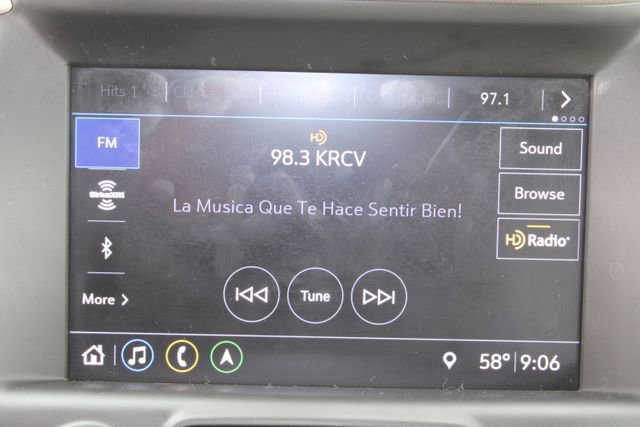 Hits 1
97.1
FM
HD
98.3 KRCV
Sound
SiriusXM
La Musica Que Te Hace Sentir Bien!
Browse
HD Radio
More
Tune
58° 9:06